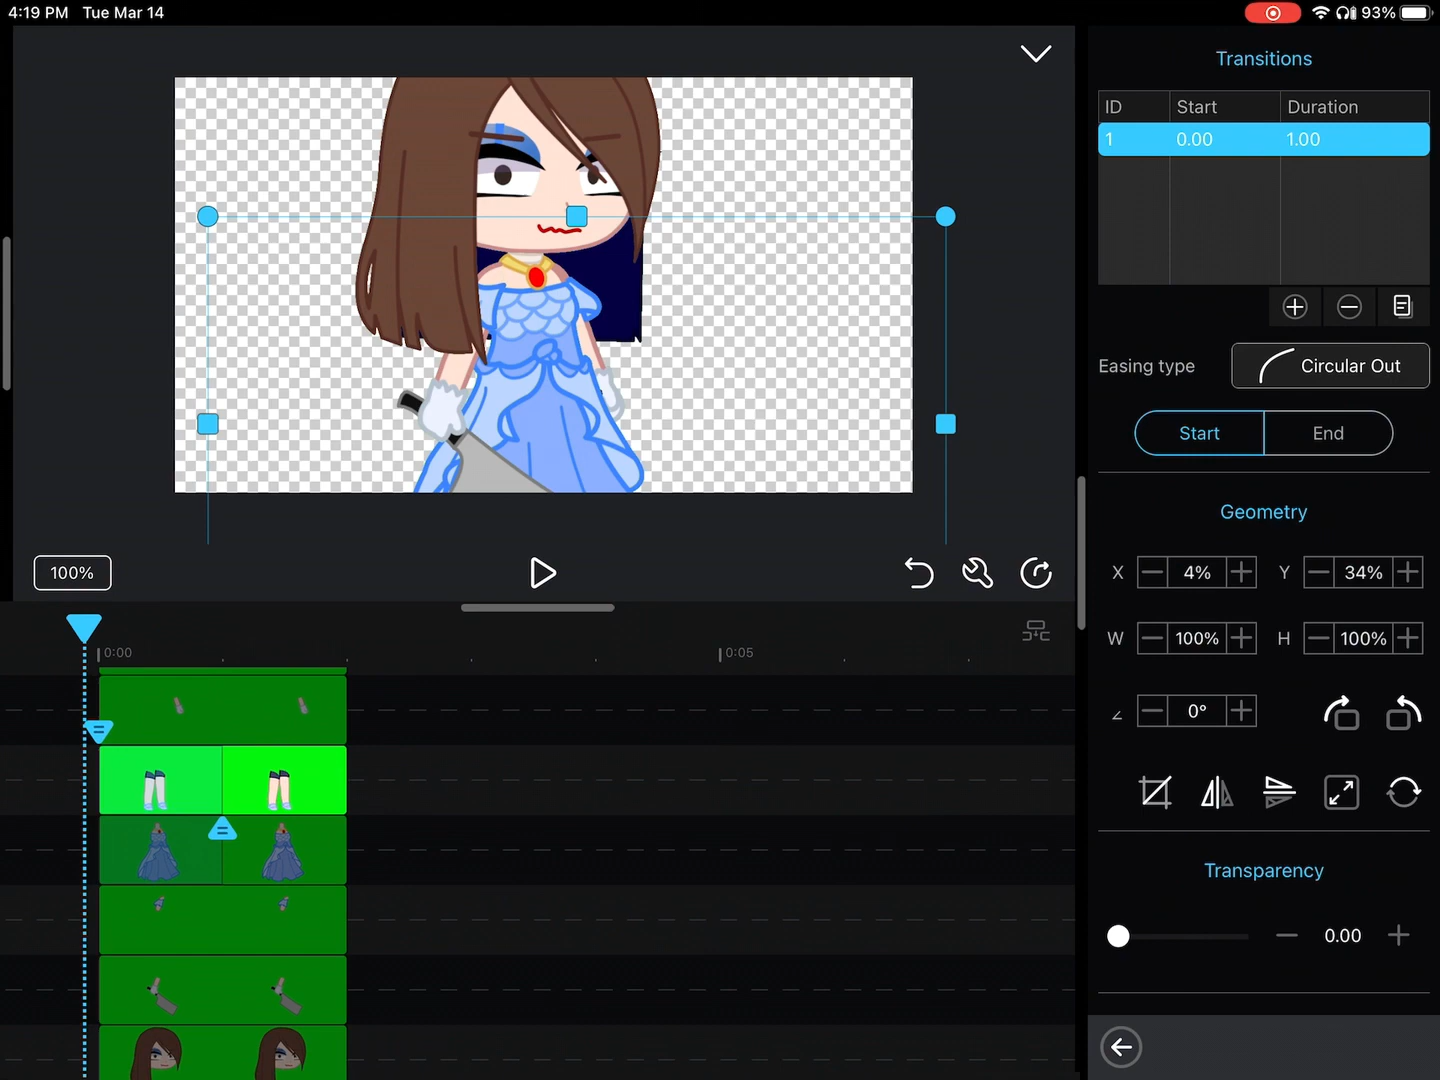 4:19 PM Tue Mar 14
93%
Transitions
ID Start Duration
1 0.00 1.00
Easing type Circular Out
Start End
Geometry
X 4% Y 34%
100%
W 100% H 100%
0:00 0:05
0°
Transparency
0.00